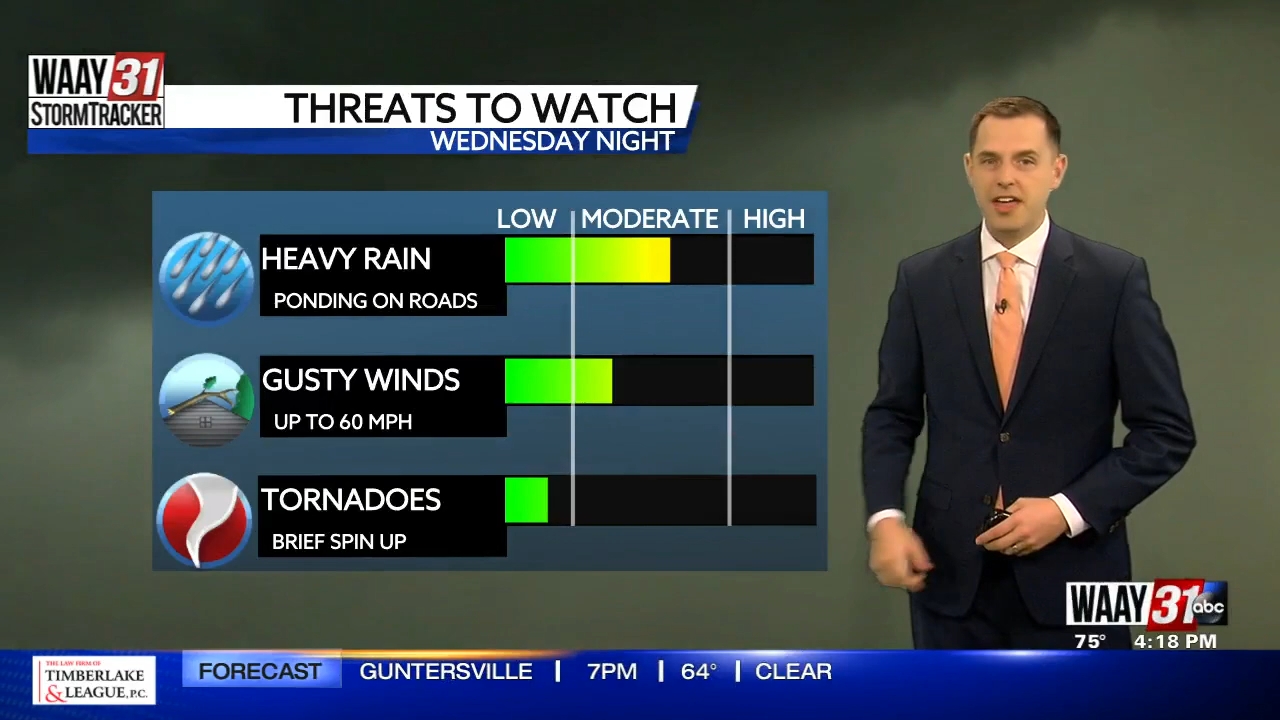 WAAY 31
STORMTRACKER
THREATS TO WATCH
WEDNESDAY NIGHT
LOW MODERATE HIGH
HEAVY RAIN
PONDING ON ROADS
GUSTY WINDS
UP TO 60 MPH
TORNADOES
BRIEF SPIN UP
WAAY 31 abc
75° 4:18 PM
THE LAW FIRM OF
TIMBERLAKE
& LEAGUE, P.C.
FORECAST GUNTERSVILLE | 7PM | 64° | CLEAR